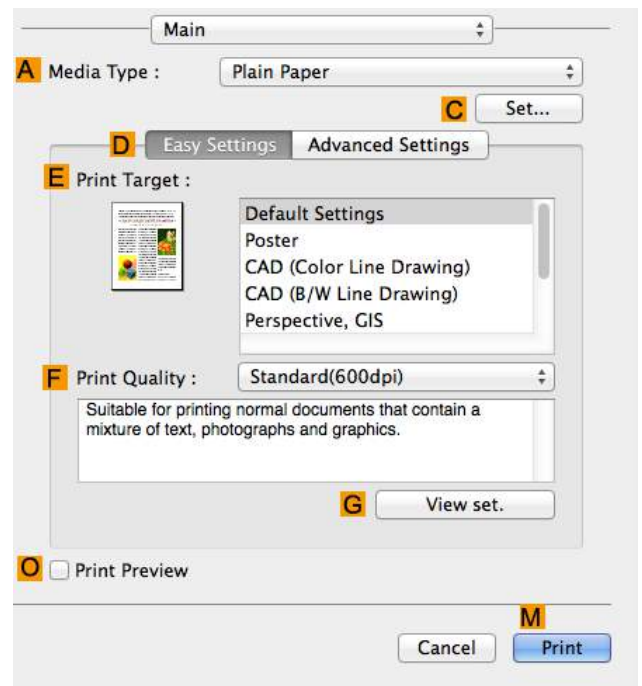 Main
A Media Type : Plain Paper
C Set...
D Easy Settings Advanced Settings
E Print Target :
Default Settings
Poster
CAD (Color Line Drawing)
CAD (B/W Line Drawing)
Perspective, GIS
F Print Quality : Standard(600dpi)
Suitable for printing normal documents that contain a
mixture of text, photographs and graphics.
G View set.
O Print Preview
M
Cancel Print